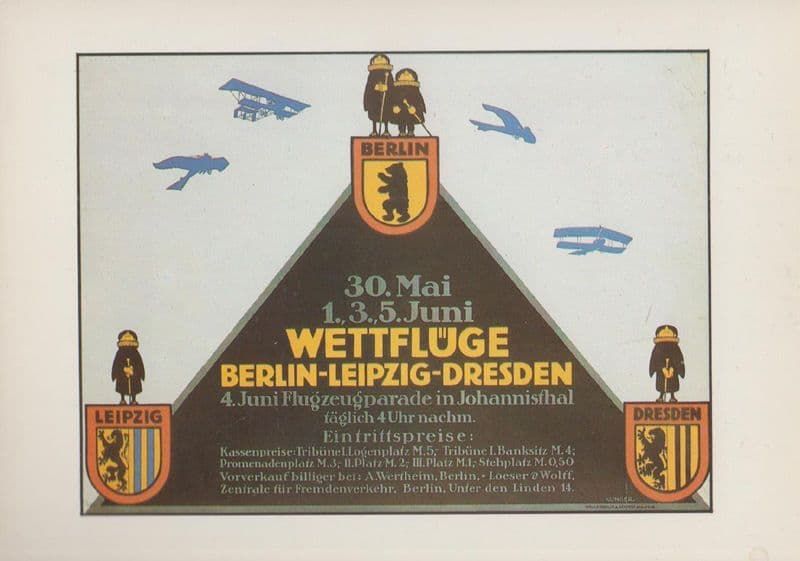 BERLIN
30. Mai
1., 3., 5. Juni
WETTFLÜGE
BERLIN-LEIPZIG-DRESDEN
4. Juni Flugzeugparade in Johannisthal
täglich 4 Uhr nachm.
Eintrittspreise:
Kassenpreise: Tribüne I. Logenplatz M. 5, Tribüne I. Banksitz M. 4;
Promenadenplatz M. 3; II. Platz M. 2; III. Platz M. 1; Stehplatz M. 0,50
Vorverkauf billiger bei: A. Wertheim, Berlin, • Loeser & Wolff,
Zentrale für Fremdenverkehr, Berlin, Unter den Linden 14.
LEIPZIG
DRESDEN